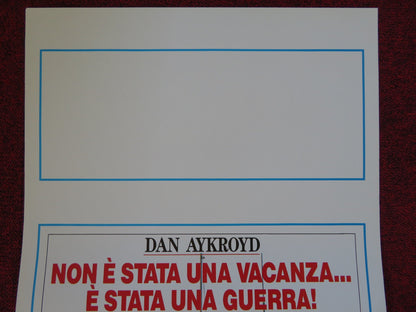 DAN AYKROYD
NON È STATA UNA VACANZA...
È STATA UNA GUERRA!